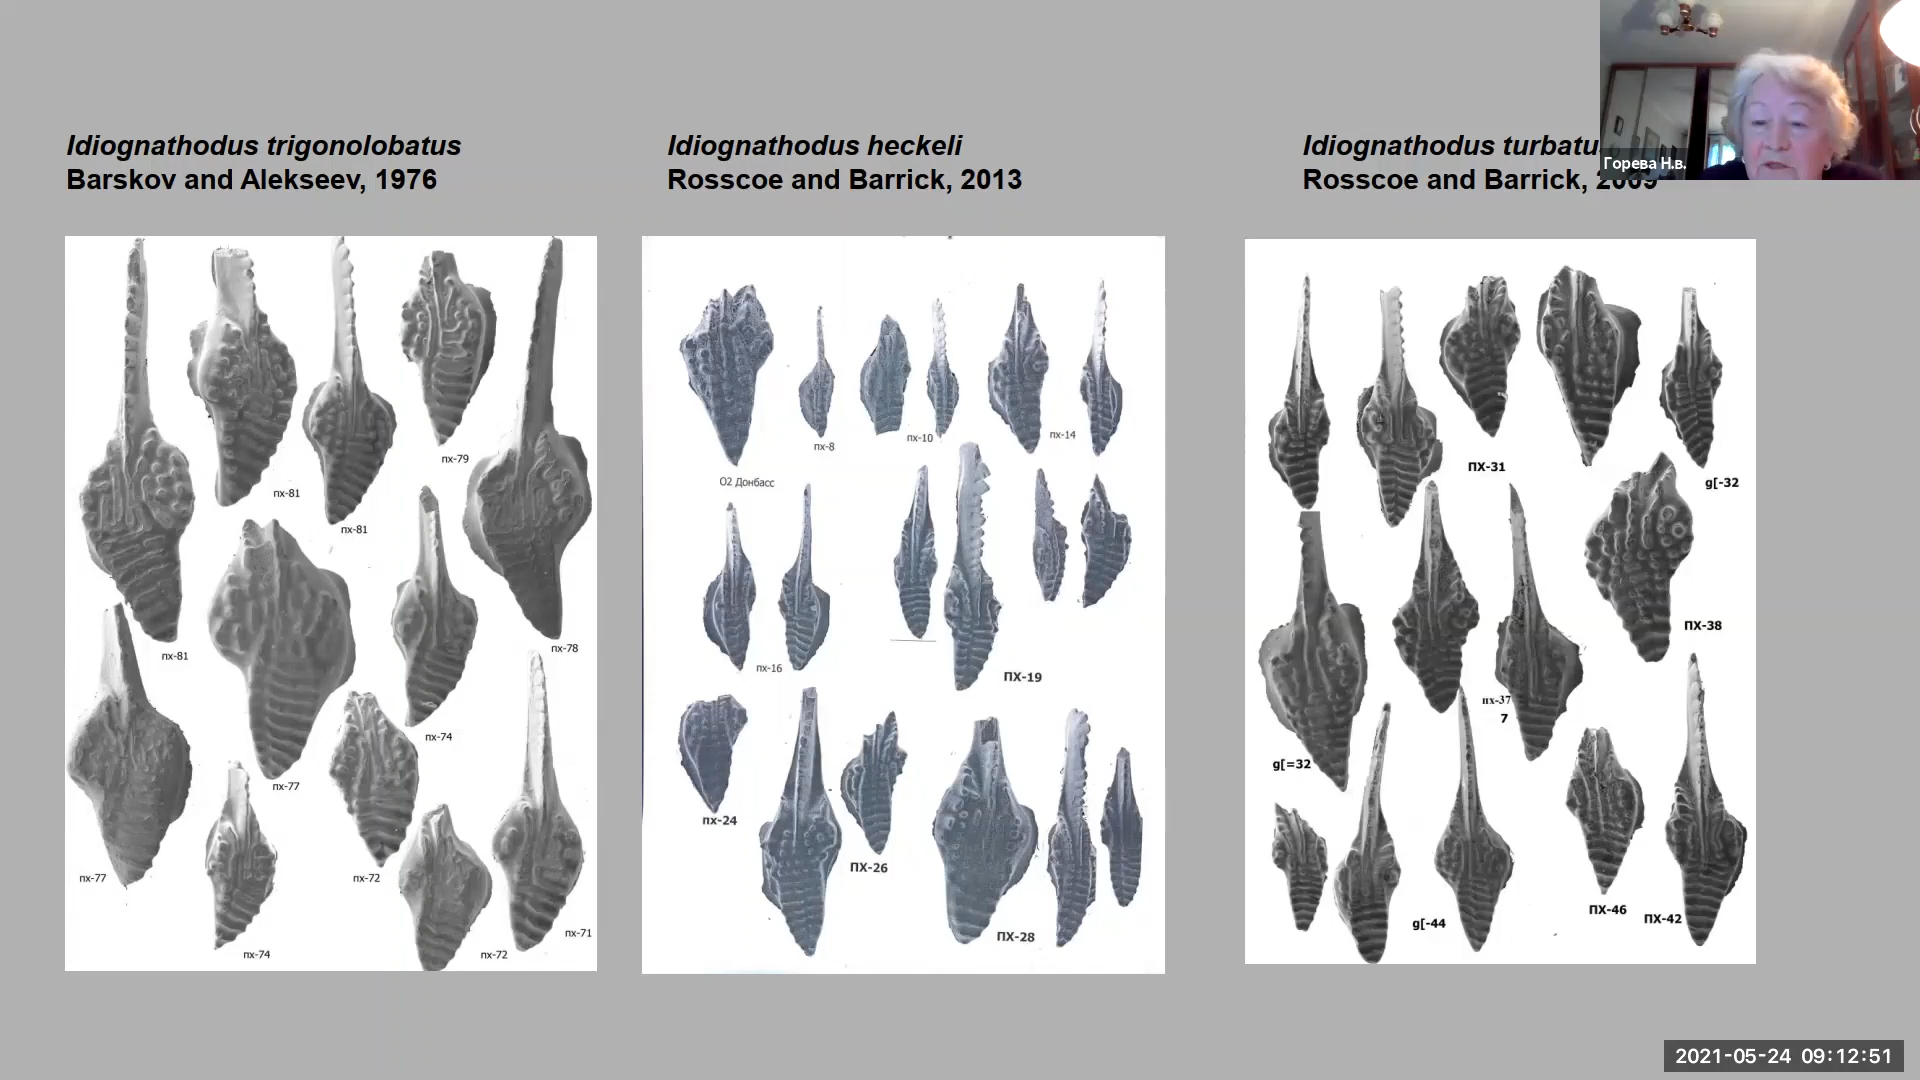 Idiognathodus trigonolobatus
Barskov and Alekseev, 1976
Idiognathodus heckeli
Rosscoe and Barrick, 2013
Idiognathodus turbatus
Rosscoe and Barrick, 2009
Горева Н.в.
пх-79
пх-81
пх-81
пх-81
пх-78
пх-74
пх-77
пх-77
пх-72
пх-71
пх-74
пх-72
О2 Донбасс
пх-8
пх-10
пх-14
пх-16
ПХ-19
пх-24
ПХ-26
ПХ-28
ПХ-31
g[-32
ПХ-38
пх-37
7
g[=32
ПХ-46
ПХ-42
g[-44
2021-05-24 09:12:51